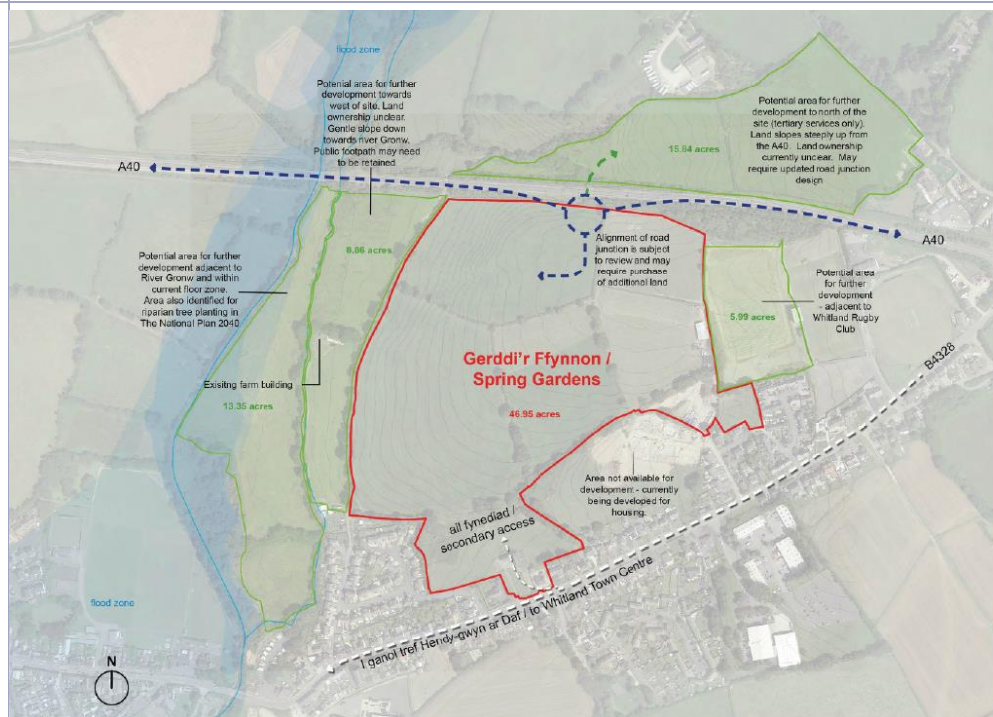 flood zone
Potenial area for further
development towards
west of site. Land
ownership unclear.
Gentle slope down
towards river Gronw.
Public footpath may need
to be retained
Potential area for further
development to north of the
site (tertiary services only).
Land slopes steeply up from
the A40. Land ownership
currently unclear. May
require updated road junction
design
15.84 acres
A40
A40
8.86 acres
Alignment of road
junction is subject
to review and may
require purchase
of additional land
Potential area for further
development adjacent to
River Gronw and within
current floor zone.
Area also identified for
riparian tree planting in
The National Plan 2040
Potential area
for further
development
- adjacent to
Whitland Rugby
Club
5.99 acres
Gerddi'r Ffynnon /
Spring Gardens
46.95 acres
B4328
Exisitng farm building
13.35 acres
Area not available for
development - currently
being developed for
housing.
ail fynediad /
secondary access
I ganol tref Hendy-gwyn ar Daf / to Whitland Town Centre
flood zone
N